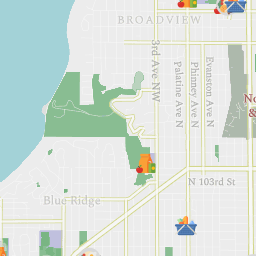 BROADVIEW
3rd Ave NW
Palatine Ave N
Phinney Ave N
Evanston Ave N
No
&
N 103rd St
Blue Ridge